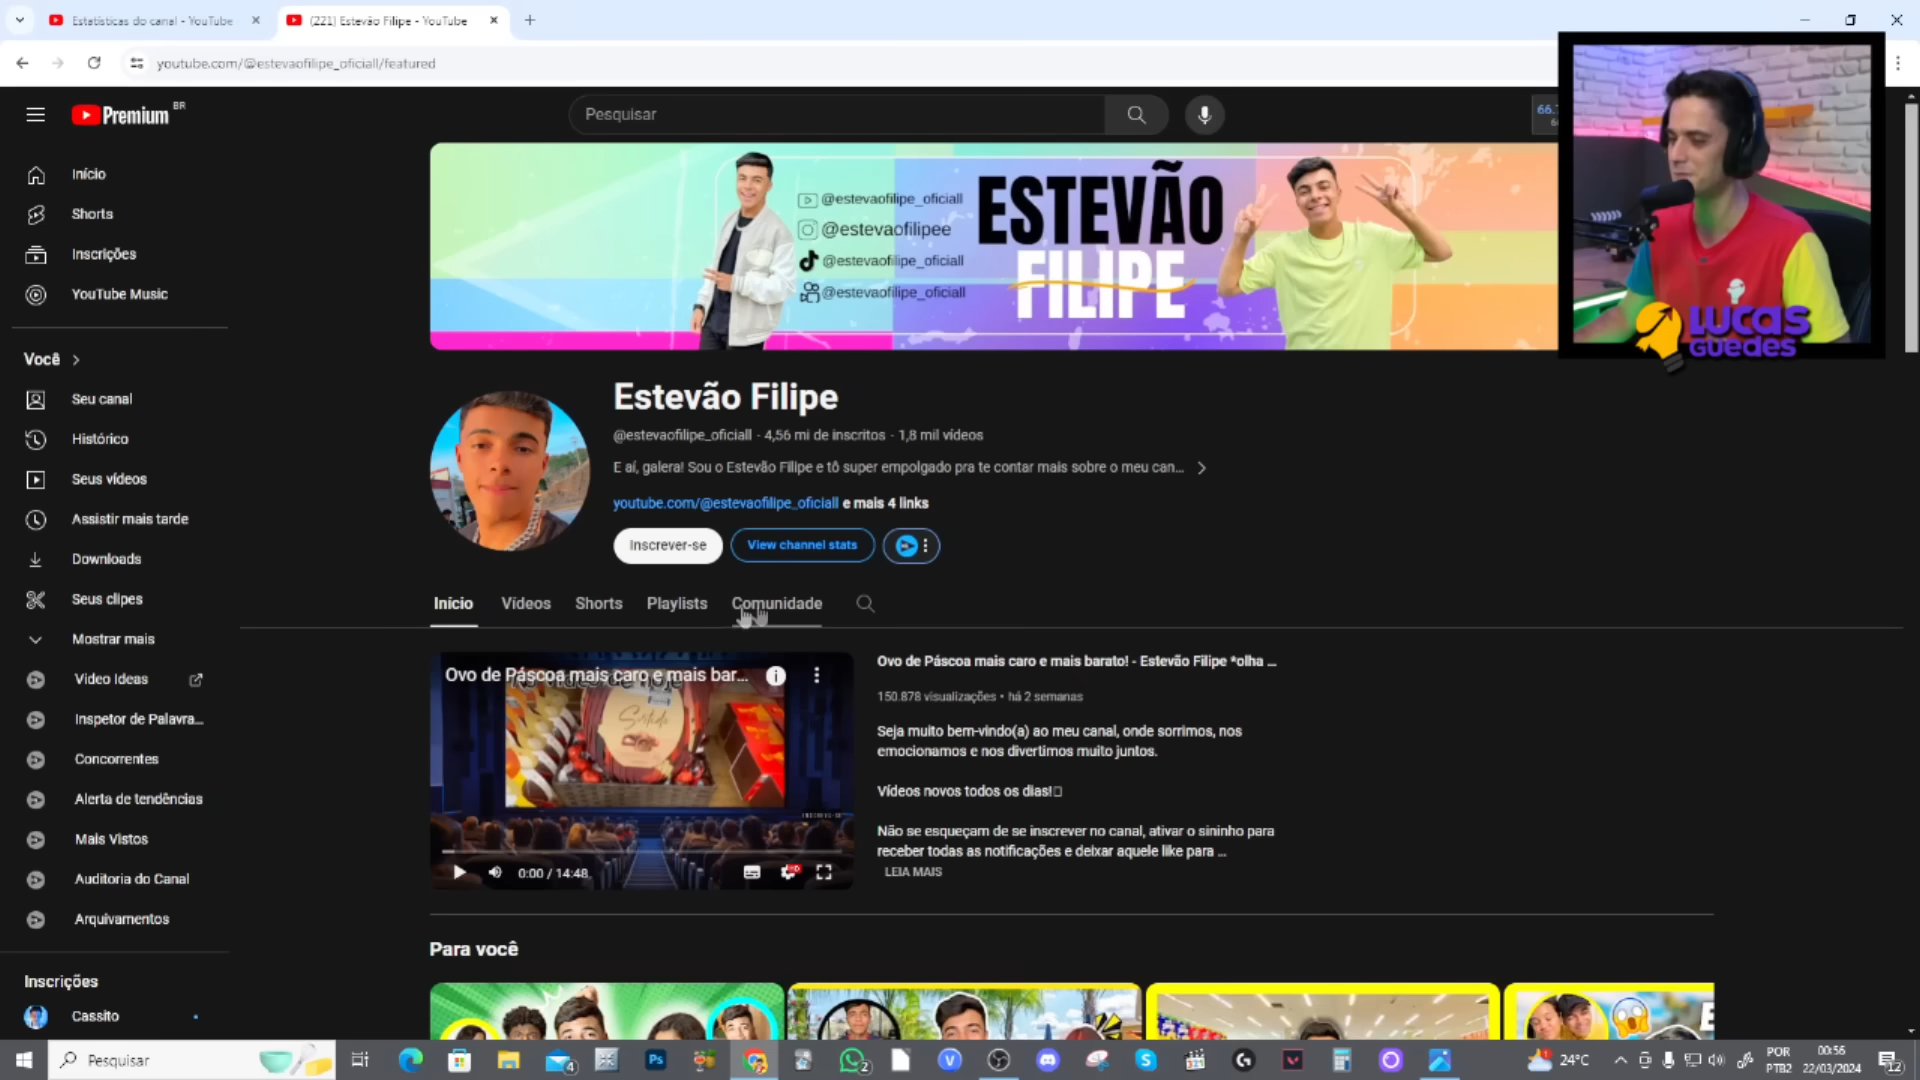 Estatísticas do canal - YouTube
(221) Estevão Filipe - YouTube
youtube.com/@estevaofilipe_oficiall/featured
Premium BR
Pesquisar
66.
LUCAS
GUEDES
Início
Shorts
Inscrições
YouTube Music
Você
Seu canal
Histórico
Seus vídeos
Assistir mais tarde
Downloads
Seus clipes
Mostrar mais
Video Ideas
Inspetor de Palavra...
Concorrentes
Alerta de tendências
Mais Vistos
Auditoria do Canal
Arquivamentos
Inscrições
Cassito
@estevaofilipe_oficiall
@estevaofilipee
@estevaofilipe_oficiall
@estevaofilipe_oficiall
ESTEVÃO
FILIPE
Estevão Filipe
@estevaofilipe_oficiall · 4,56 mi de inscritos · 1,8 mil vídeos
E aí, galera! Sou o Estevão Filipe e tô super empolgado pra te contar mais sobre o meu can...
youtube.com/@estevaofilipe_oficiall e mais 4 links
Inscrever-se
View channel stats
Início
Vídeos
Shorts
Playlists
Comunidade
Ovo de Páscoa mais caro e mais bar...
Sortido
0:00 / 14:48
HD
Ovo de Páscoa mais caro e mais barato! - Estevão Filipe *olha ...
150.878 visualizações • há 2 semanas
Seja muito bem-vindo(a) ao meu canal, onde sorrimos, nos
emocionamos e nos divertimos muito juntos.
Vídeos novos todos os dias!
Não se esqueçam de se inscrever no canal, ativar o sininho para
receber todas as notificações e deixar aquele like para ...
LEIA MAIS
Para você
Pesquisar
4
Ps
2
24°C
POR
PTB2
00:56
22/03/2024
12